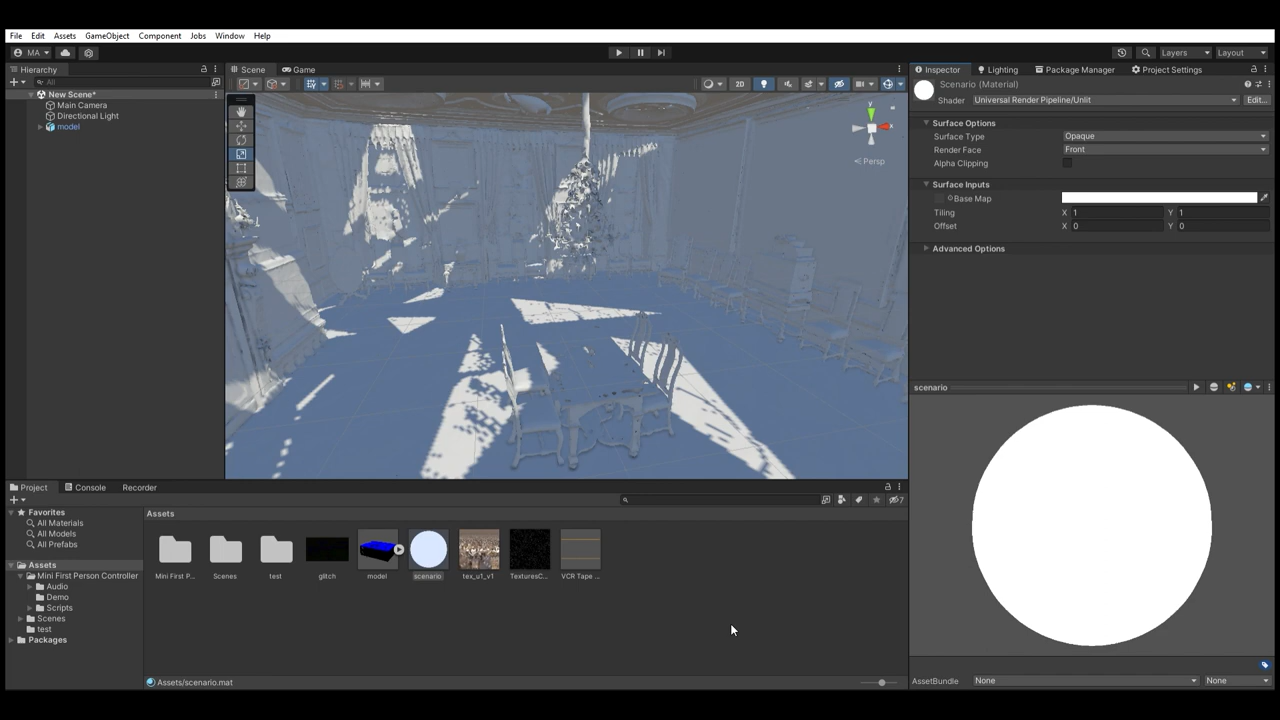 File Edit Assets GameObject Component Jobs Window Help
MA Layers Layout
Hierarchy Scene Game Inspector Lighting Package Manager Project Settings
All 2D
New Scene* Scenario (Material)
Main Camera Shader Universal Render Pipeline/Unlit Edit...
Directional Light
model
Surface Options
Surface Type Opaque
Render Face Front
Alpha Clipping
y
x
Persp
Surface Inputs
Base Map
Tiling X 1 Y 1
Offset X 0 Y 0
Advanced Options
scenario
Project Console Recorder
7
Favorites Assets
All Materials
All Models
All Prefabs
Assets
Mini First Person Controller
Audio
Demo
Scripts
Scenes
test
Packages
Mini First P... Scenes test glitch model scenario tex_u1_v1 TexturesC... VCR Tape ...
Assets/scenario.mat
AssetBundle None None